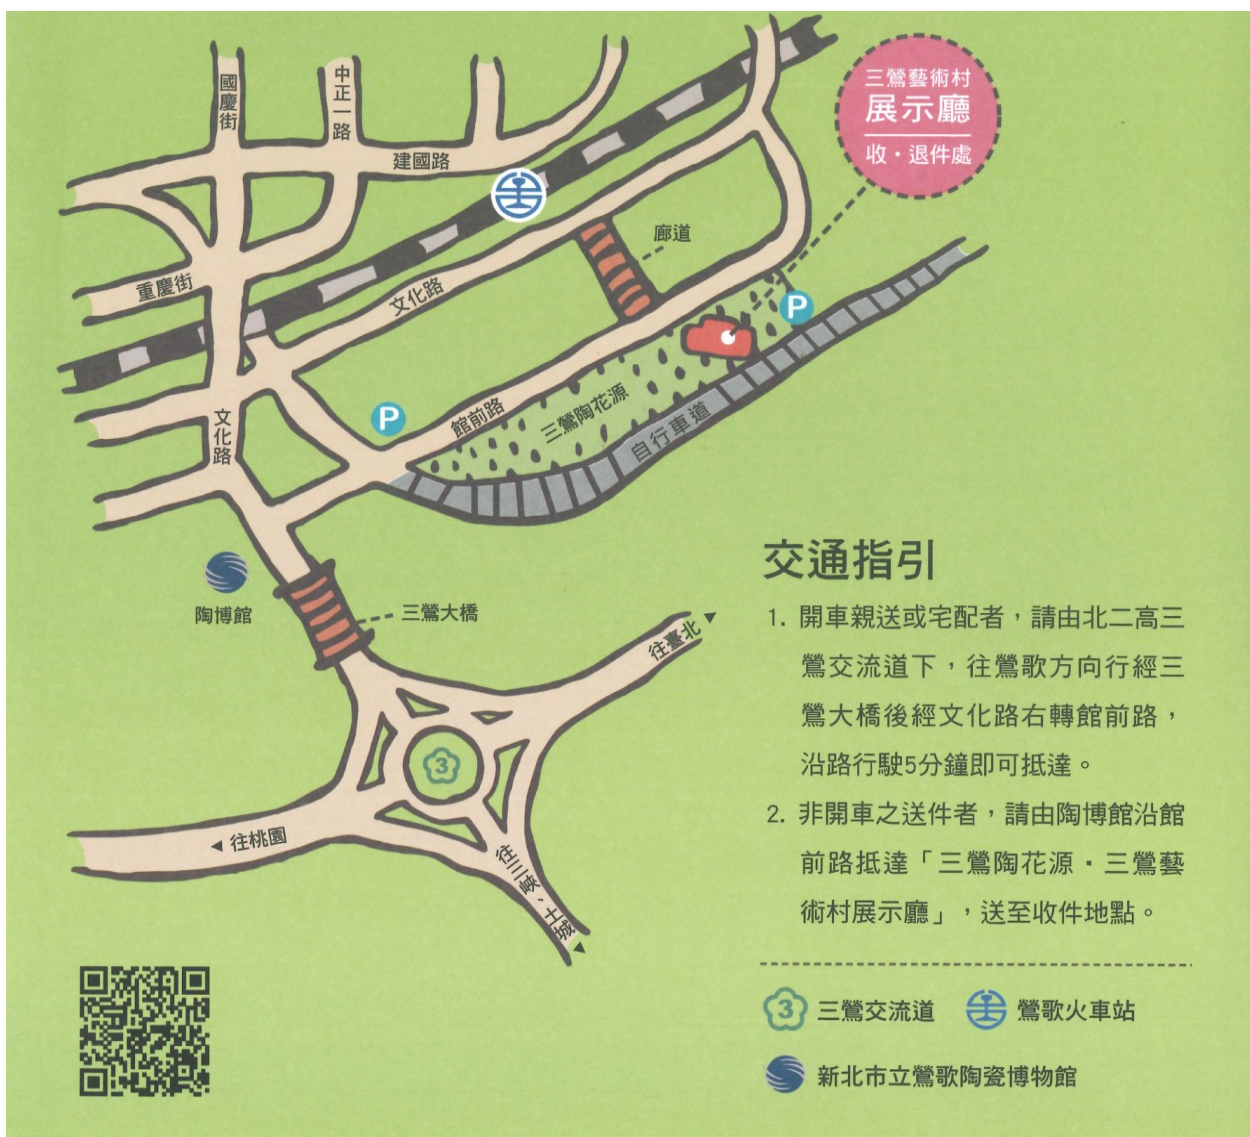 國慶街
中正一路
建國路
三鶯藝術村
展示廳
收・退件處
廊道
重慶街
文化路
P
三鶯陶花源
館前路
自行車道
P
文化路
陶博館
三鶯大橋
往臺北
3
往桃園
往三峽、土城
交通指引
1. 開車親送或宅配者，請由北二高三
鶯交流道下，往鶯歌方向行經三
鶯大橋後經文化路右轉館前路，
沿路行駛5分鐘即可抵達。
2. 非開車之送件者，請由陶博館沿館
前路抵達「三鶯陶花源・三鶯藝
術村展示廳」，送至收件地點。
3 三鶯交流道 鶯歌火車站
新北市立鶯歌陶瓷博物館